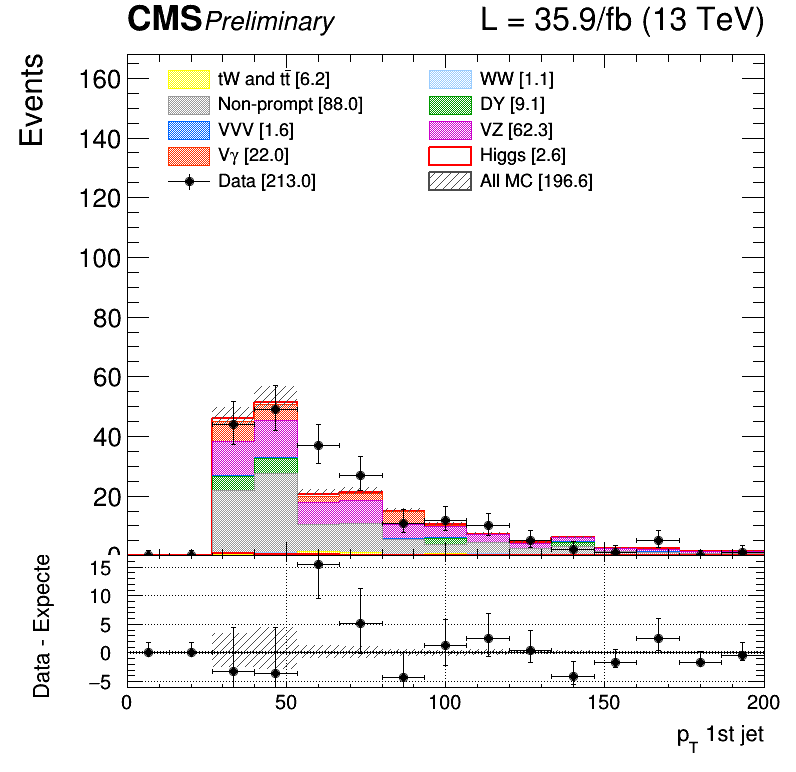 CMS Preliminary L = 35.9/fb (13 TeV)
Events
160
140
120
100
80
60
40
20
0
tW and tt̄ [6.2]
Non-prompt [88.0]
VVV [1.6]
Vγ [22.0]
Data [213.0]
WW [1.1]
DY [9.1]
VZ [62.3]
Higgs [2.6]
All MC [196.6]
Data - Expecte
15
10
5
0
−5
0 50 100 150 200
p_T 1st jet